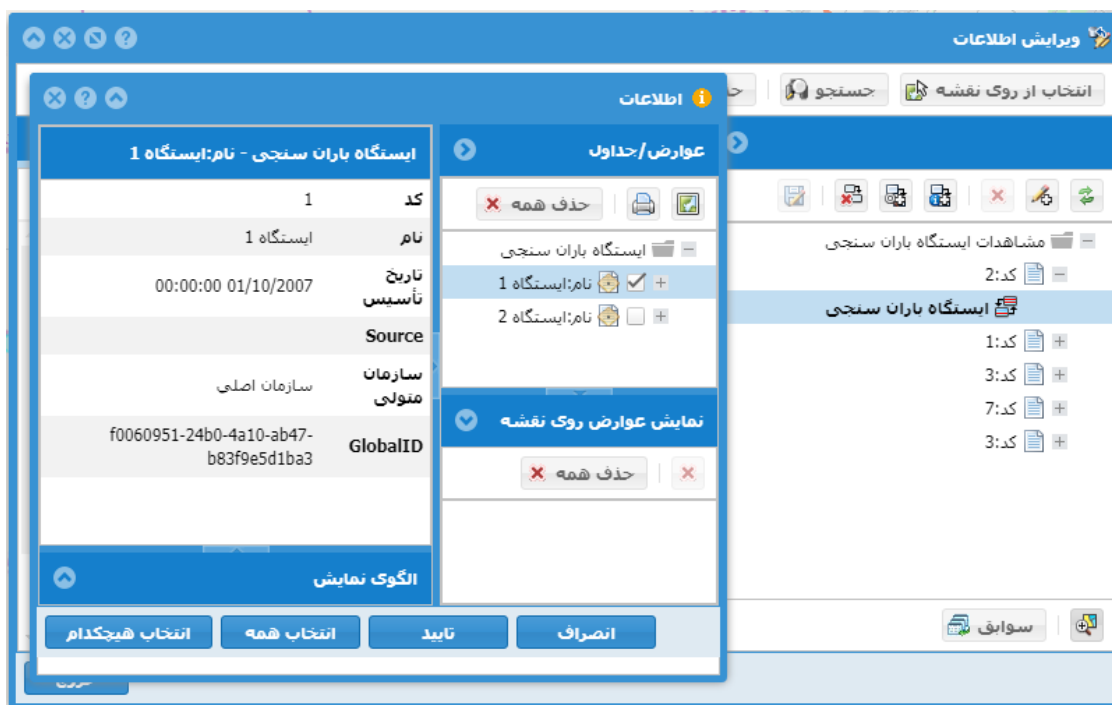 ویرایش اطلاعات
انتخاب از روی نقشه
جستجو
مشاهدات ایستگاه باران سنجی
کد:2
ایستگاه باران سنجی
کد:1
کد:3
کد:7
کد:3
سوابق
اطلاعات
عوارض/جداول
حذف همه
ایستگاه باران سنجی
نام:ایستگاه 1
نام:ایستگاه 2
نمایش عوارض روی نقشه
حذف همه
ایستگاه باران سنجی - نام:ایستگاه 1
کد 1
نام ایستگاه 1
تاریخ تأسیس 01/10/2007 00:00:00
Source
سازمان متولی سازمان اصلی
GlobalID f0060951-24b0-4a10-ab47-
b83f9e5d1ba3
الگوی نمایش
انصراف
تایید
انتخاب همه
انتخاب هیچکدام